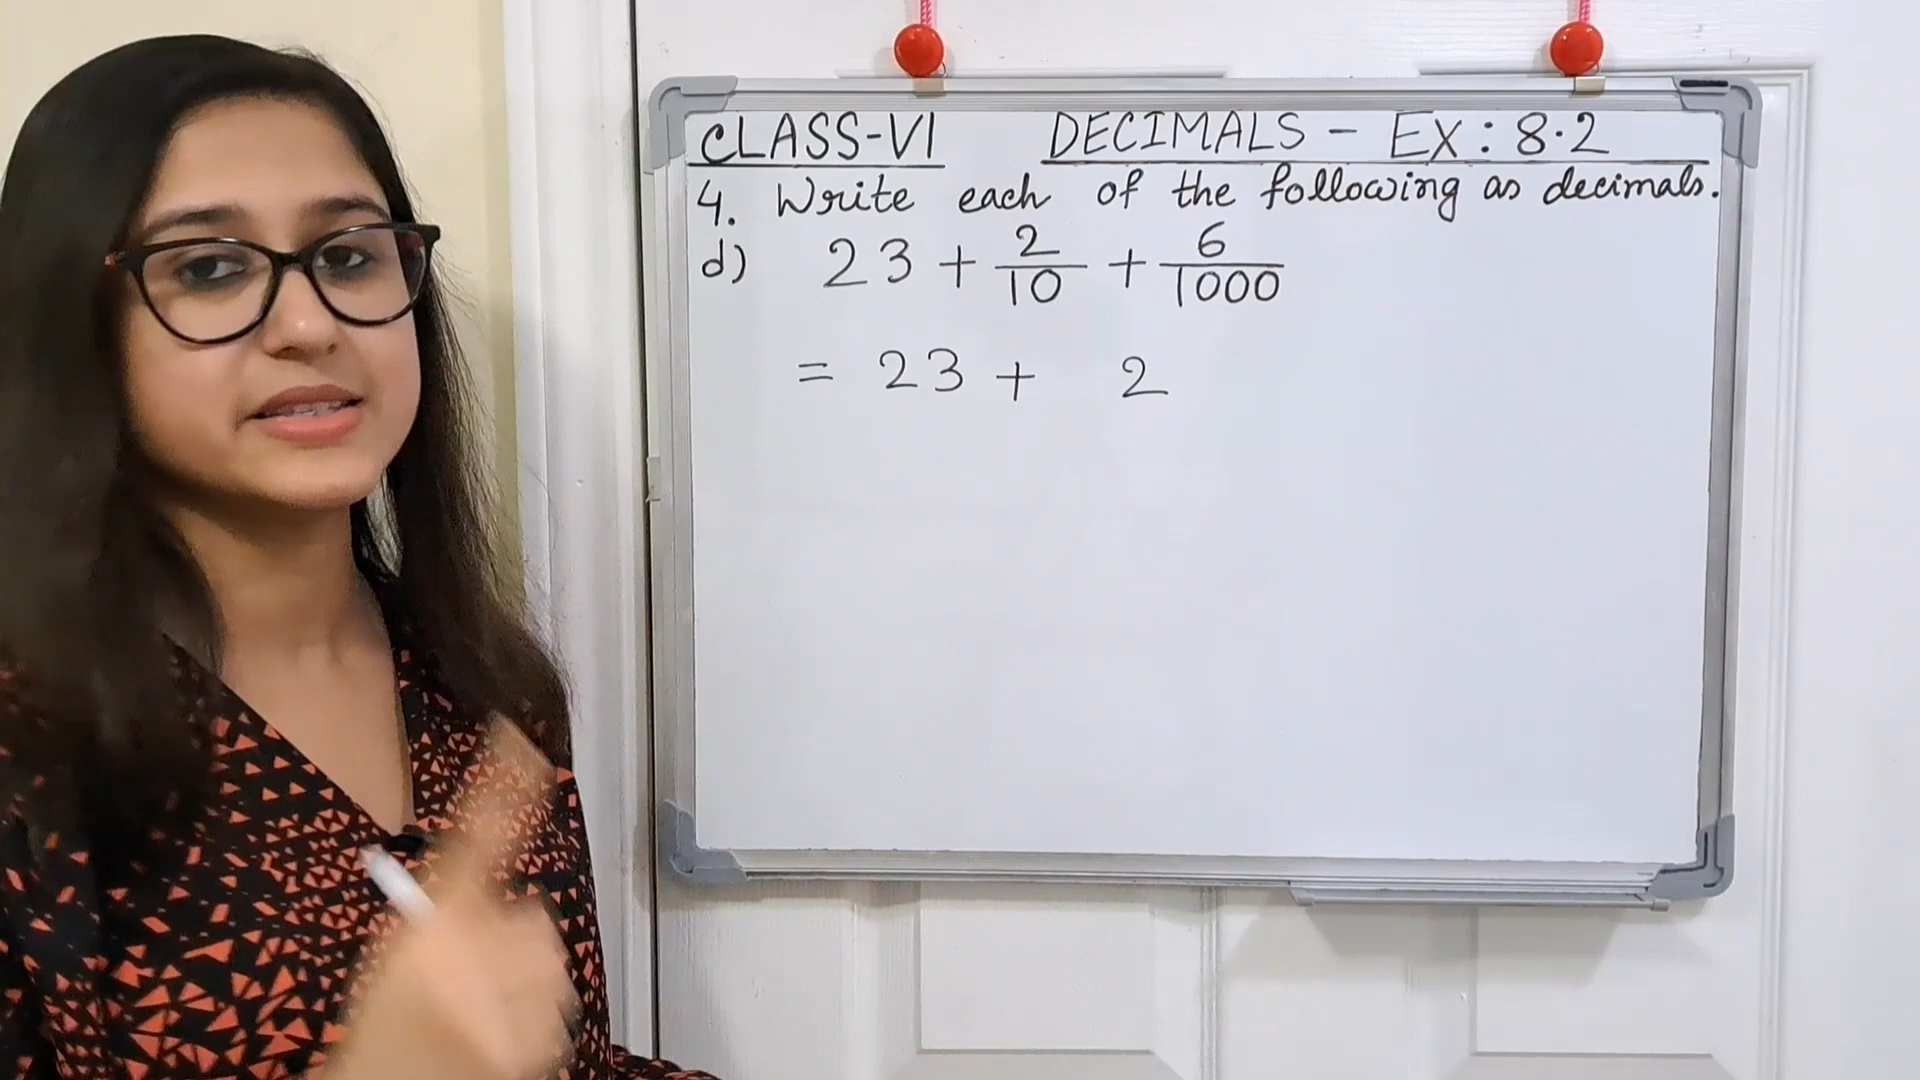 CLASS-VI DECIMALS - EX: 8.2
4. Write each of the following as decimals.
d) 23 + 2/10 + 6/1000
= 23 + 2